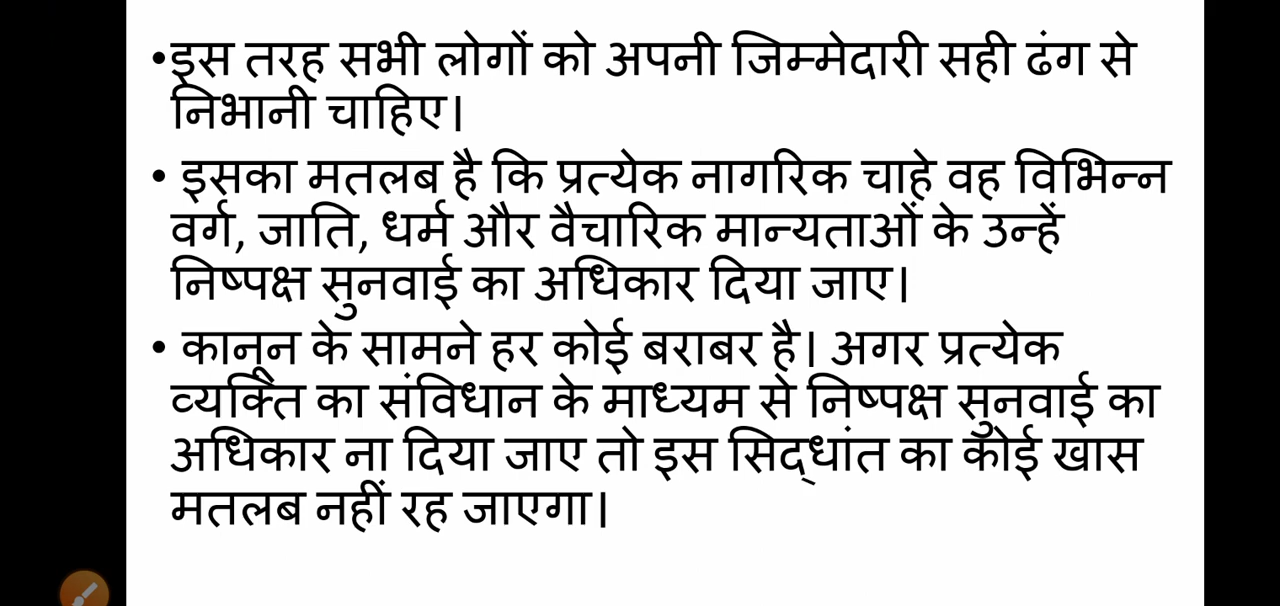 •इस तरह सभी लोगों को अपनी जिम्मेदारी सही ढंग से
निभानी चाहिए।
• इसका मतलब है कि प्रत्येक नागरिक चाहे वह विभिन्न
वर्ग, जाति, धर्म और वैचारिक मान्यताओं के उन्हें
निष्पक्ष सुनवाई का अधिकार दिया जाए।
• कानून के सामने हर कोई बराबर है। अगर प्रत्येक
व्यक्ति का संविधान के माध्यम से निष्पक्ष सुनवाई का
अधिकार ना दिया जाए तो इस सिद्धांत का कोई खास
मतलब नहीं रह जाएगा।